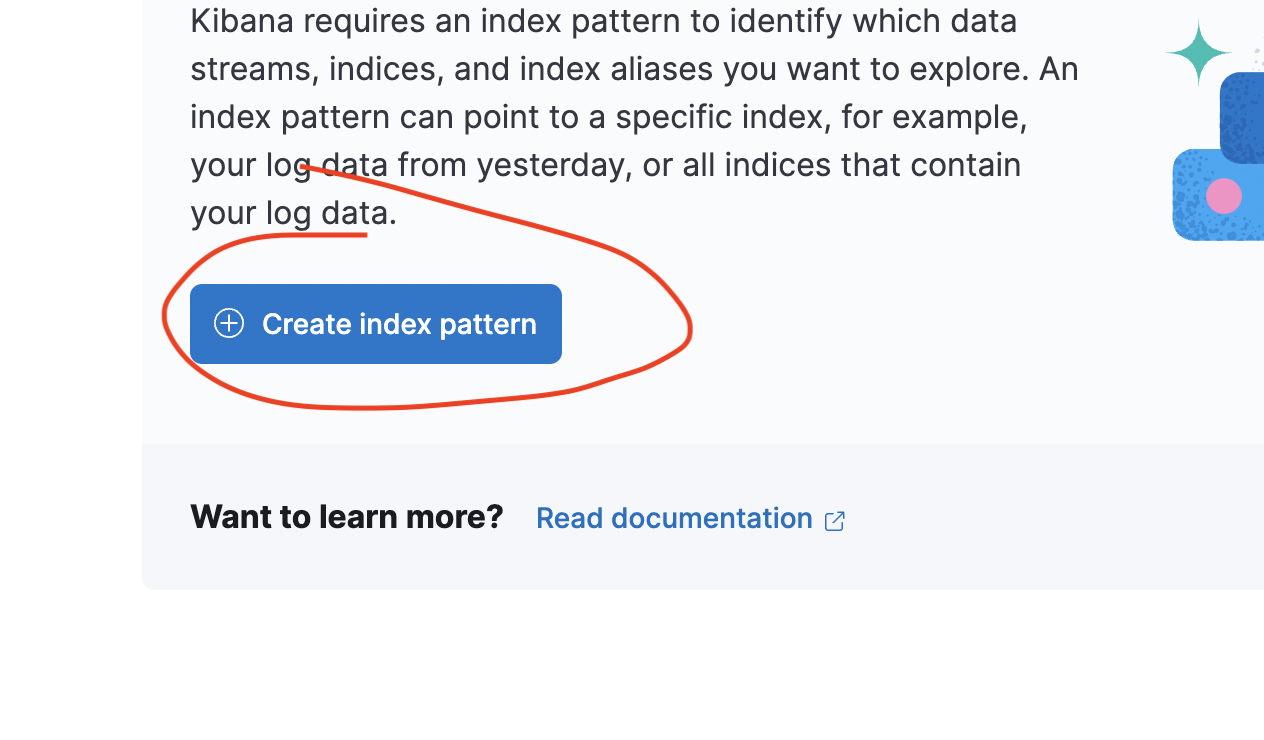 Kibana requires an index pattern to identify which data
streams, indices, and index aliases you want to explore. An
index pattern can point to a specific index, for example,
your log data from yesterday, or all indices that contain
your log data.
Create index pattern
Want to learn more? Read documentation